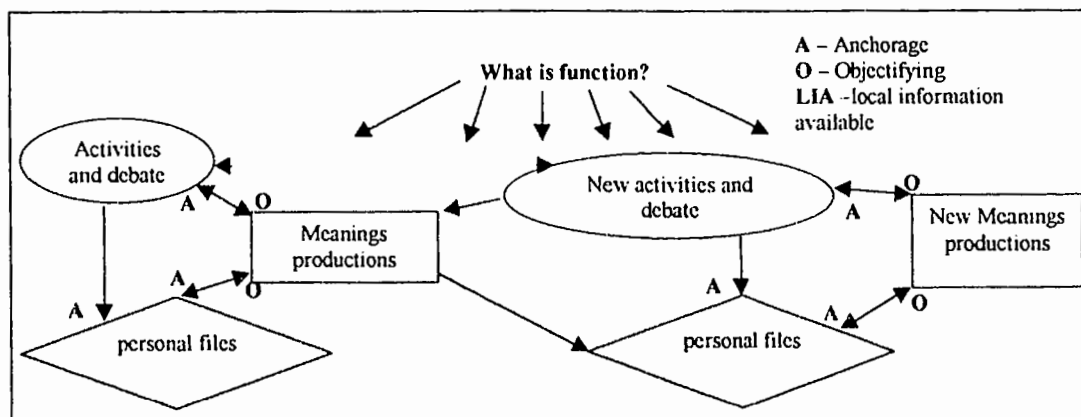 What is function?
A – Anchorage
O – Objectifying
LIA –local information
available
Activities
and debate
A
O
Meanings
productions
A
O
A
personal files
New activities and
debate
A
O
New Meanings
productions
A
A
O
personal files